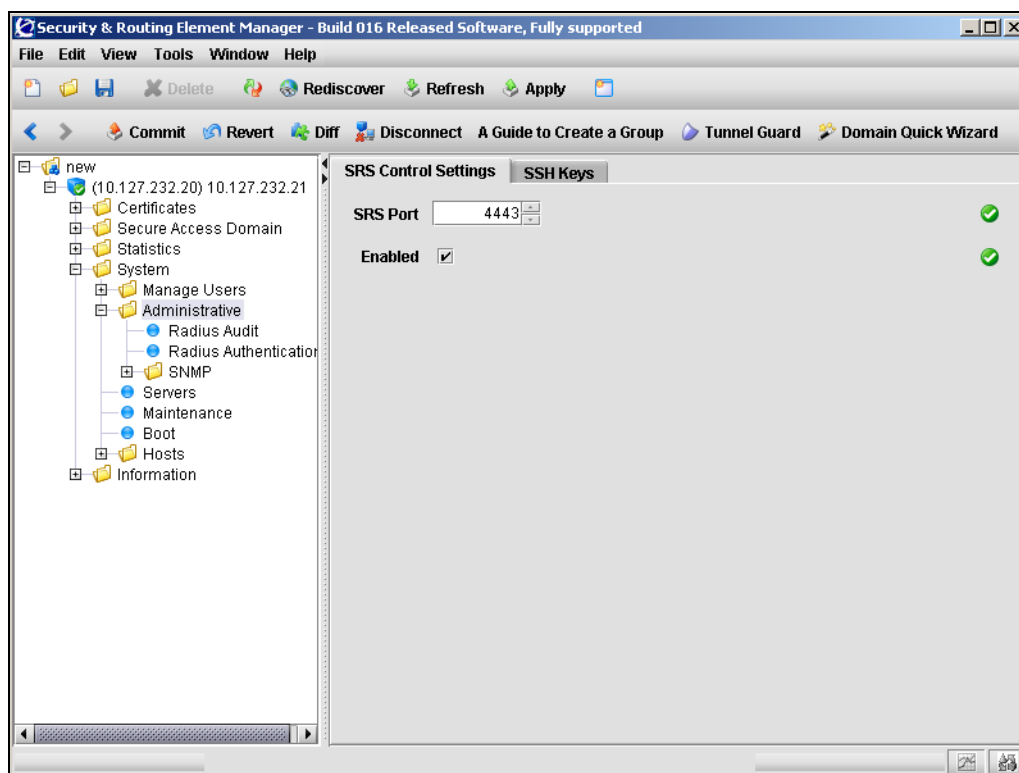 Security & Routing Element Manager - Build 016 Released Software, Fully supported
File Edit View Tools Window Help
Delete Rediscover Refresh Apply
Commit Revert Diff Disconnect A Guide to Create a Group Tunnel Guard Domain Quick Wizard
new
(10.127.232.20) 10.127.232.21
Certificates
Secure Access Domain
Statistics
System
Manage Users
Administrative
Radius Audit
Radius Authentication
SNMP
Servers
Maintenance
Boot
Hosts
Information
SRS Control Settings SSH Keys
SRS Port 4443
Enabled